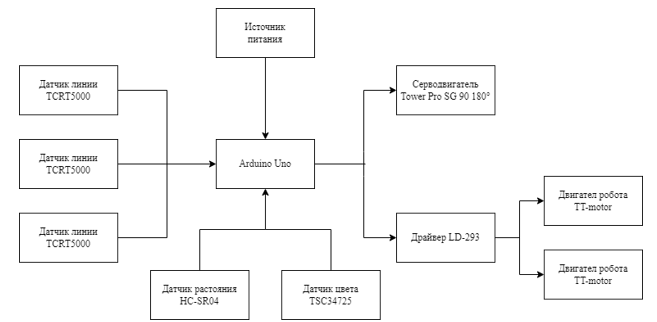 Источник
питания
Датчик линии
TCRT5000
Серводвигатель
Tower Pro SG 90 180°
Датчик линии
TCRT5000
Arduino Uno
Двигател робота
TT-motor
Датчик линии
TCRT5000
Драйвер LD-293
Двигател робота
TT-motor
Датчик растояния
HC-SR04
Датчик цвета
TSC34725